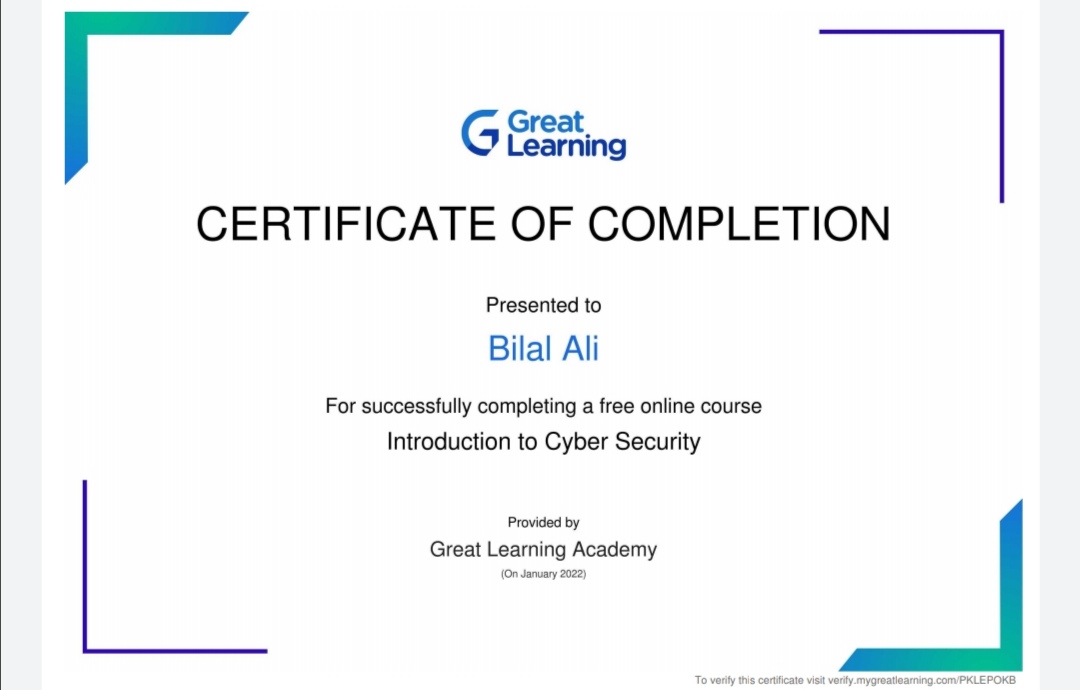 Great
Learning
CERTIFICATE OF COMPLETION
Presented to
Bilal Ali
For successfully completing a free online course
Introduction to Cyber Security
Provided by
Great Learning Academy
(On January 2022)
To verify this certificate visit verify.mygreatlearning.com/PKLEPOKB